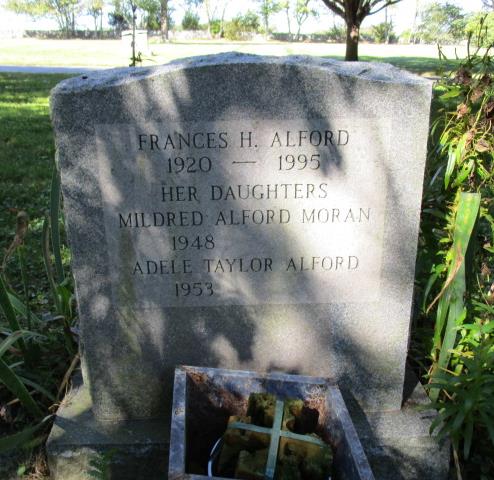 FRANCES H. ALFORD
1920 — 1995
HER DAUGHTERS
MILDRED ALFORD MORAN
1948
ADELE TAYLOR ALFORD
1953